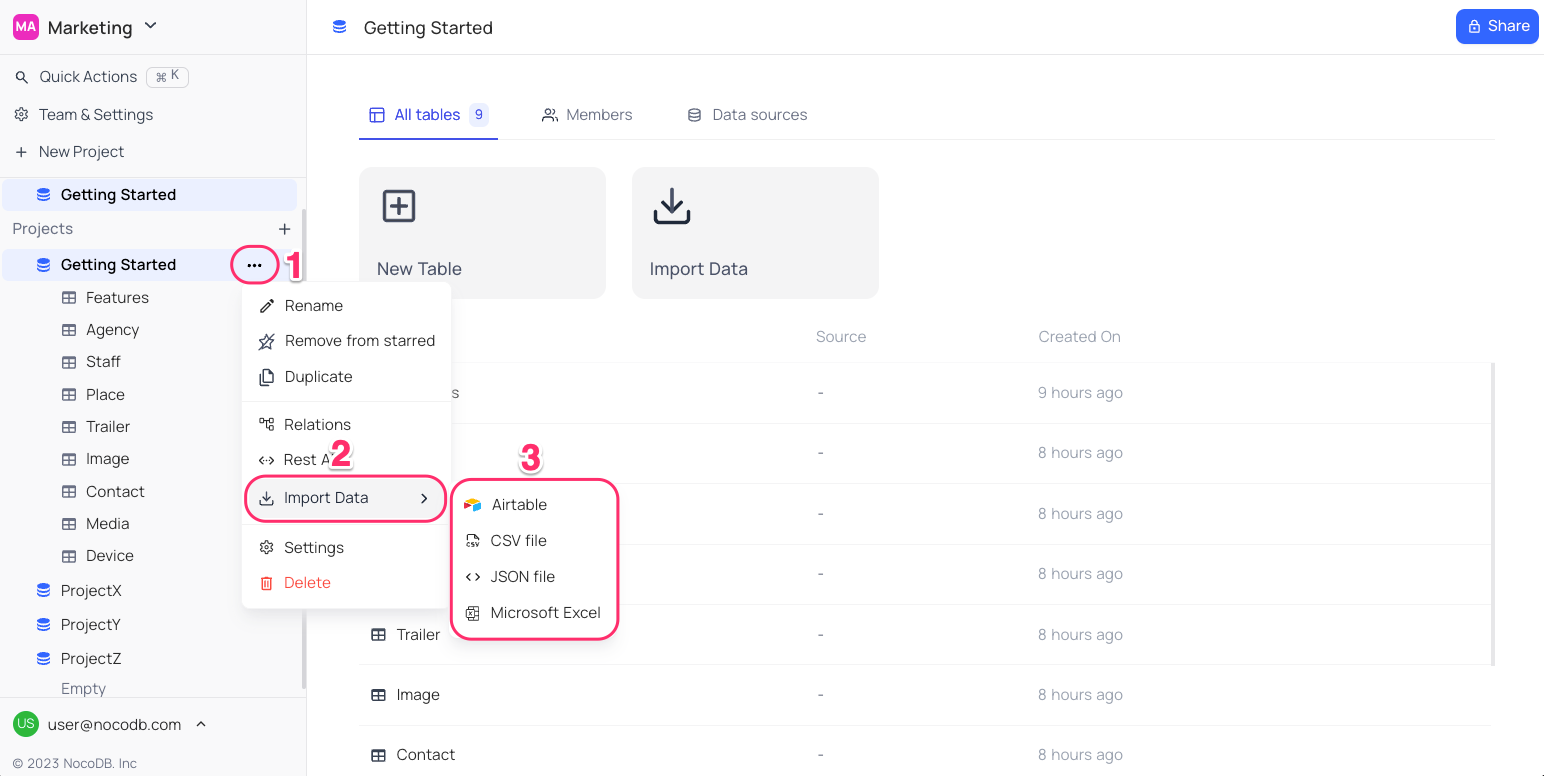 MA Marketing
Quick Actions ⌘ K
Team & Settings
New Project
Getting Started
Projects
Getting Started
1
Features
Agency
Staff
Place
Trailer
Image
Contact
Media
Device
ProjectX
ProjectY
ProjectZ
Empty
US user@nocodb.com
© 2023 NocoDB. Inc
Rename
Remove from starred
Duplicate
Relations
Rest
2
Import Data
Settings
Delete
3
Airtable
CSV file
JSON file
Microsoft Excel
Getting Started
Share
All tables 9 Members Data sources
New Table Import Data
Source Created On
- 9 hours ago
- 8 hours ago
- 8 hours ago
- 8 hours ago
Trailer - 8 hours ago
Image - 8 hours ago
Contact - 8 hours ago